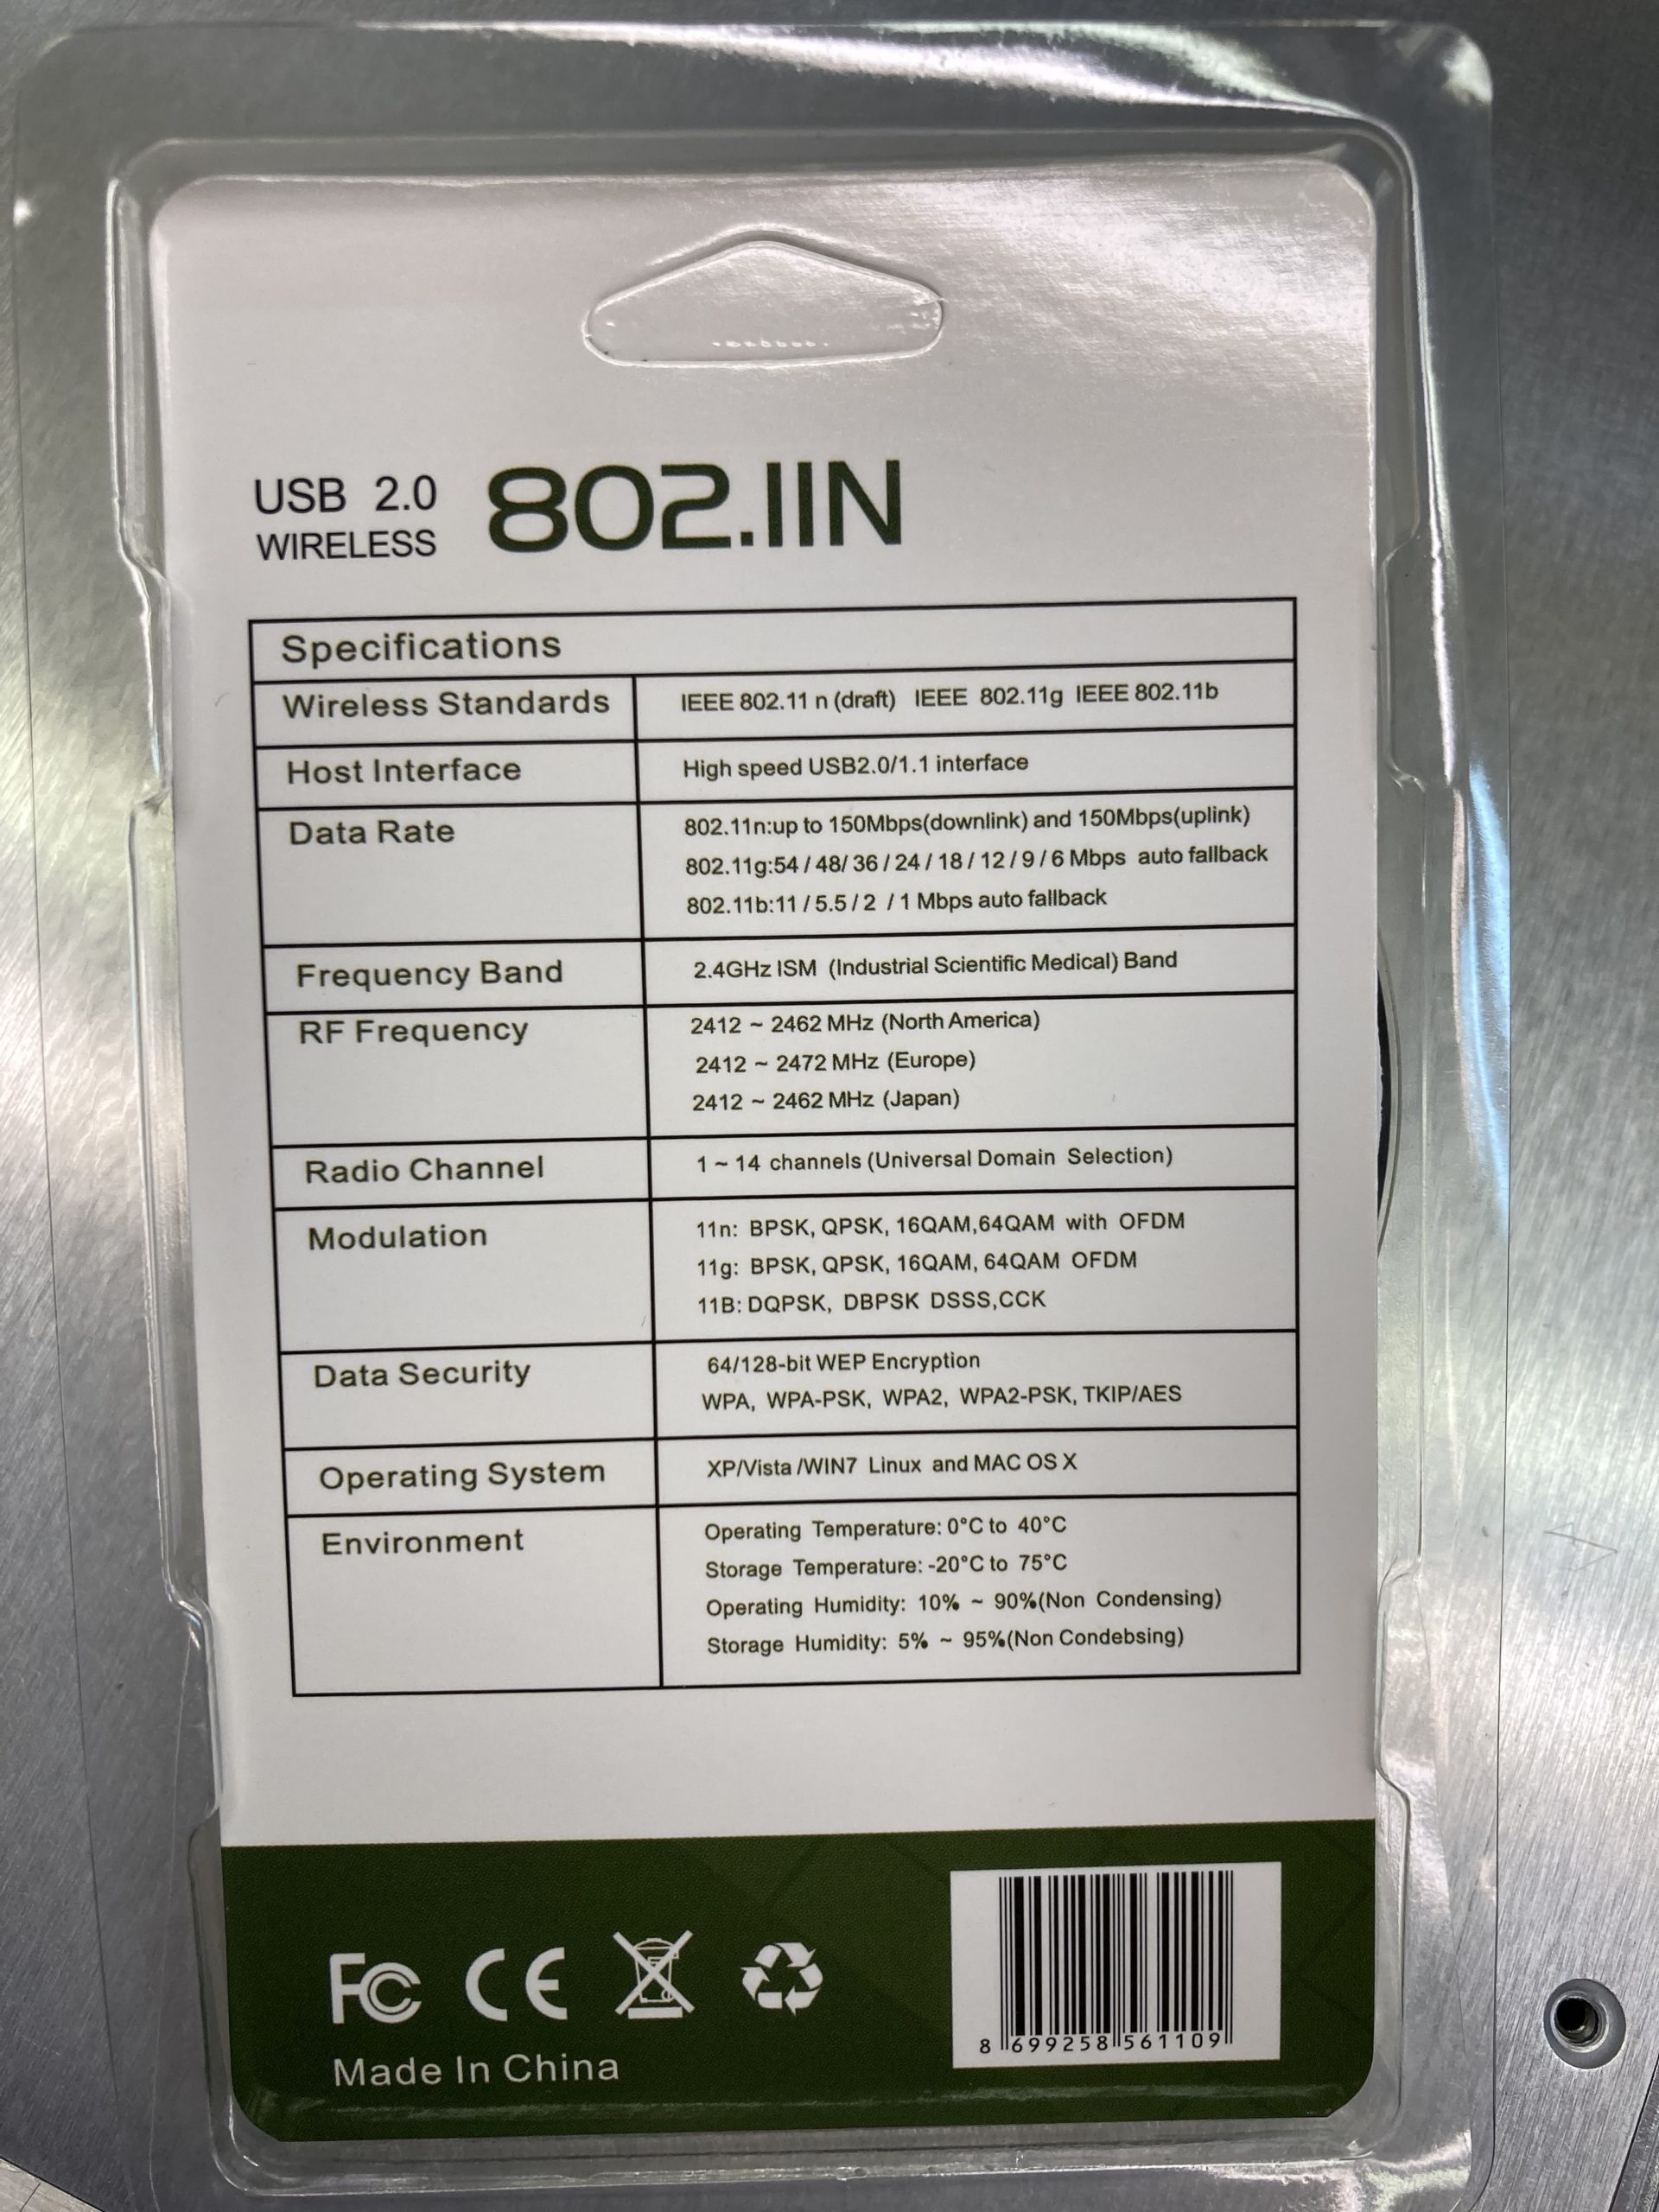 USB 2.0
WIRELESS
802.11N
Specifications
Wireless Standards
IEEE 802.11 n (draft) IEEE 802.11g IEEE 802.11b
Host Interface
High speed USB2.0/1.1 interface
Data Rate
802.11n:up to 150Mbps(downlink) and 150Mbps(uplink)
802.11g:54 / 48/ 36 / 24 / 18 / 12 / 9 / 6 Mbps auto fallback
802.11b:11 / 5.5 / 2 / 1 Mbps auto fallback
Frequency Band
2.4GHz ISM (Industrial Scientific Medical) Band
RF Frequency
2412 ~ 2462 MHz (North America)
2412 ~ 2472 MHz (Europe)
2412 ~ 2462 MHz (Japan)
Radio Channel
1 ~ 14 channels (Universal Domain Selection)
Modulation
11n: BPSK, QPSK, 16QAM,64QAM with OFDM
11g: BPSK, QPSK, 16QAM, 64QAM OFDM
11B: DQPSK, DBPSK DSSS,CCK
Data Security
64/128-bit WEP Encryption
WPA, WPA-PSK, WPA2, WPA2-PSK, TKIP/AES
Operating System
XP/Vista /WIN7 Linux and MAC OS X
Environment
Operating Temperature: 0°C to 40°C
Storage Temperature: -20°C to 75°C
Operating Humidity: 10% ~ 90%(Non Condensing)
Storage Humidity: 5% ~ 95%(Non Condebsing)
FC CE
Made In China
8 699258 561109